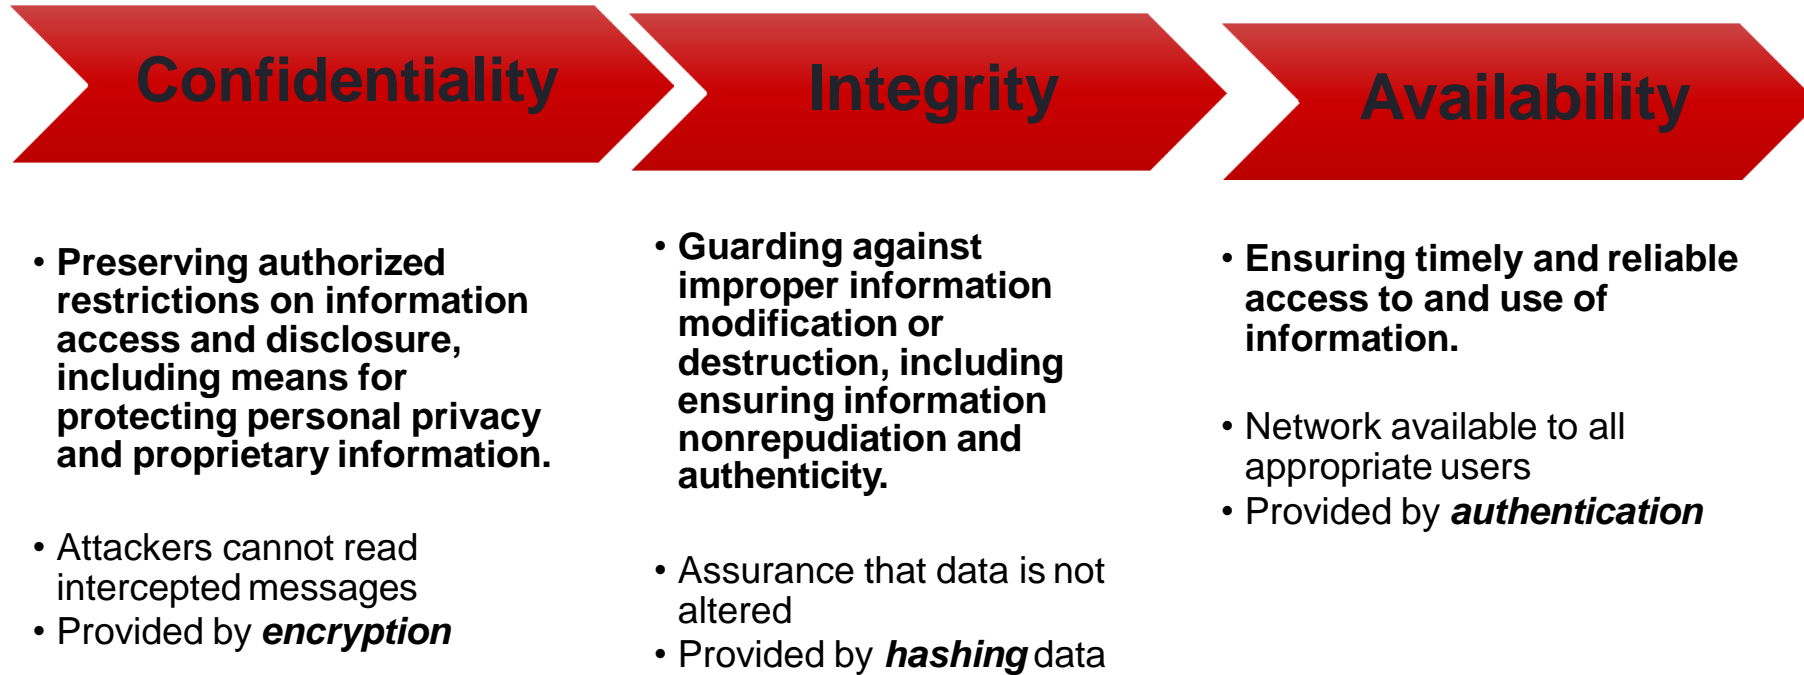 Confidentiality
• Preserving authorized
restrictions on information
access and disclosure,
including means for
protecting personal privacy
and proprietary information.
• Attackers cannot read
intercepted messages
• Provided by encryption
Integrity
• Guarding against
improper information
modification or
destruction, including
ensuring information
nonrepudiation and
authenticity.
• Assurance that data is not
altered
• Provided by hashing data
Availability
• Ensuring timely and reliable
access to and use of
information.
• Network available to all
appropriate users
• Provided by authentication